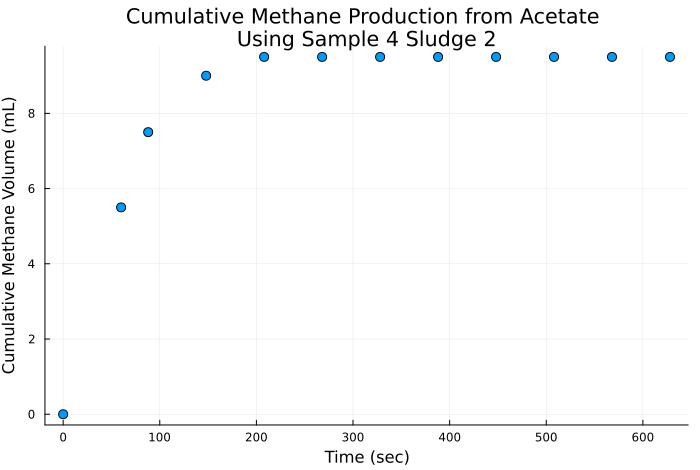 Cumulative Methane Production from Acetate
Using Sample 4 Sludge 2
Cumulative Methane Volume (mL)
8
6
4
2
0
0 100 200 300 400 500 600
Time (sec)